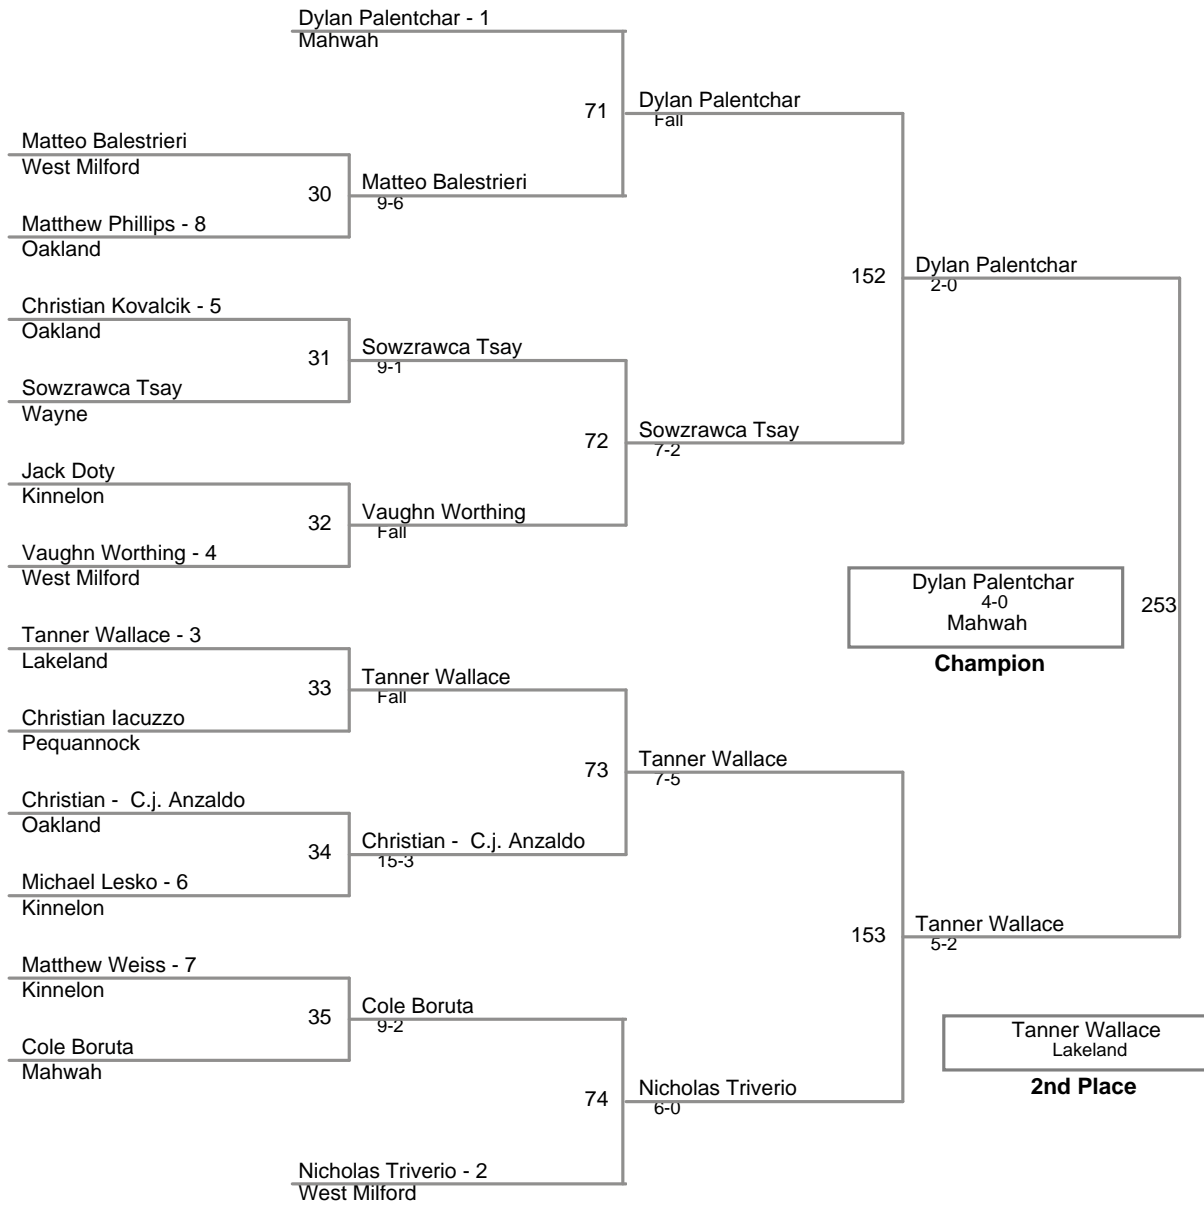 Dylan Palentchar - 1
Mahwah
71
Dylan Palentchar
Fall
Matteo Balestrieri
West Milford
30
Matteo Balestrieri
9-6
Matthew Phillips - 8
Oakland
152
Dylan Palentchar
2-0
Christian Kovalcik - 5
Oakland
31
Sowzrawca Tsay
9-1
Sowzrawca Tsay
Wayne
72
Sowzrawca Tsay
7-2
Jack Doty
Kinnelon
32
Vaughn Worthing
Fall
Vaughn Worthing - 4
West Milford
Dylan Palentchar
4-0
Mahwah
253
Champion
Tanner Wallace - 3
Lakeland
33
Tanner Wallace
Fall
Christian Iacuzzo
Pequannock
73
Tanner Wallace
7-5
Christian -  C.j. Anzaldo
Oakland
34
Christian -  C.j. Anzaldo
15-3
Michael Lesko - 6
Kinnelon
153
Tanner Wallace
5-2
Matthew Weiss - 7
Kinnelon
35
Cole Boruta
9-2
Cole Boruta
Mahwah
Tanner Wallace
Lakeland
2nd Place
74
Nicholas Triverio
6-0
Nicholas Triverio - 2
West Milford